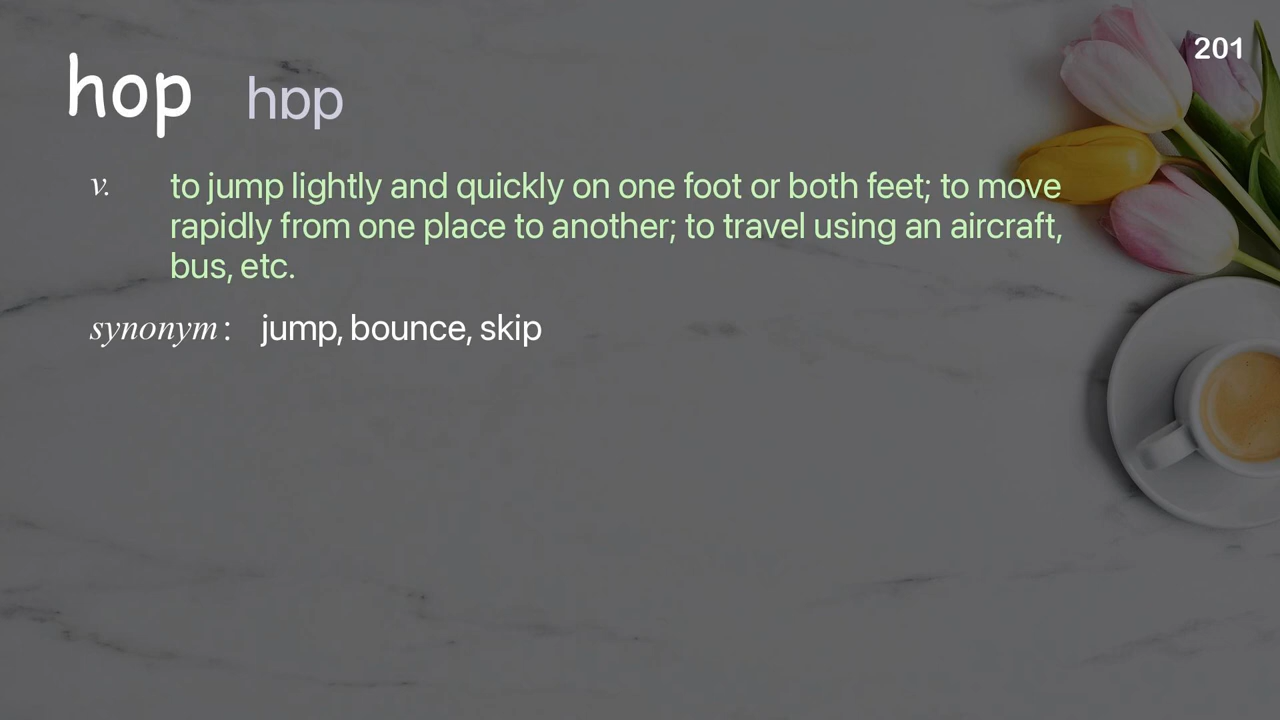 201
hop hɒp
v. to jump lightly and quickly on one foot or both feet; to move
rapidly from one place to another; to travel using an aircraft,
bus, etc.
synonym: jump, bounce, skip